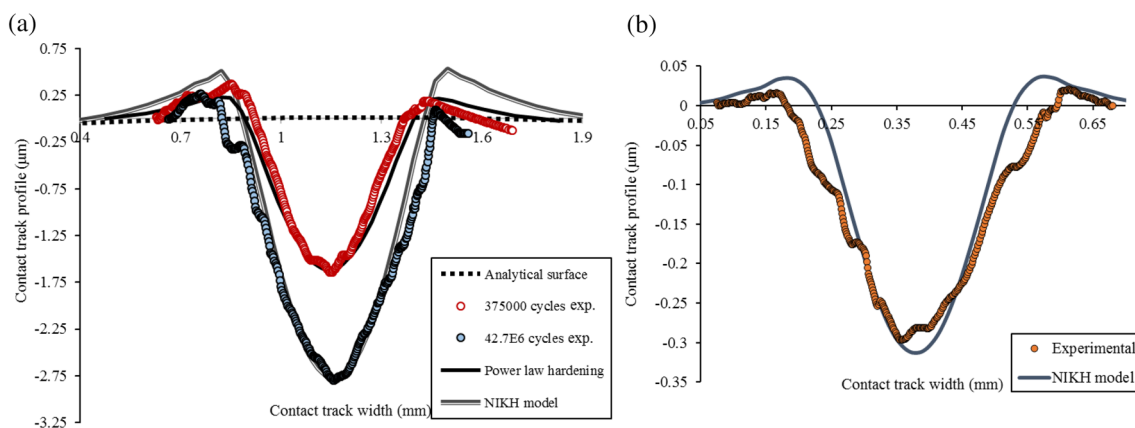 (a)
0.75
0.25
-0.25
-0.75
-1.25
-1.75
-2.25
-2.75
-3.25
0.4
0.7
1
1.3
1.6
1.9
Contact track profile (µm)
Contact track width (mm)
Analytical surface
375000 cycles exp.
42.7E6 cycles exp.
Power law hardening
NIKH model
(b)
0.05
0
-0.05
-0.1
-0.15
-0.2
-0.25
-0.3
-0.35
0.05
0.15
0.25
0.35
0.45
0.55
0.65
Contact track profile (µm)
Contact track width (mm)
Experimental
NIKH model